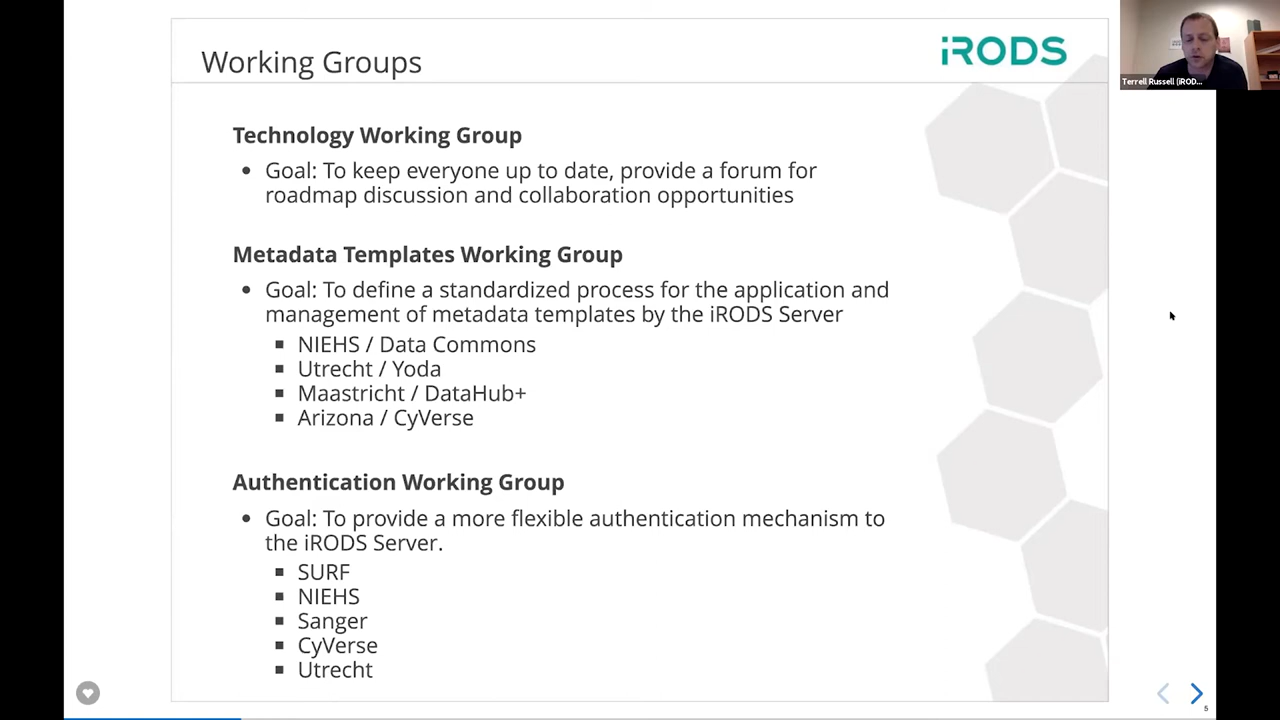 Working Groups
iRODS
Terrell Russell (iROD...
Technology Working Group
• Goal: To keep everyone up to date, provide a forum for
roadmap discussion and collaboration opportunities
Metadata Templates Working Group
• Goal: To define a standardized process for the application and
management of metadata templates by the iRODS Server
▪ NIEHS / Data Commons
▪ Utrecht / Yoda
▪ Maastricht / DataHub+
▪ Arizona / CyVerse
Authentication Working Group
• Goal: To provide a more flexible authentication mechanism to
the iRODS Server.
▪ SURF
▪ NIEHS
▪ Sanger
▪ CyVerse
▪ Utrecht
5